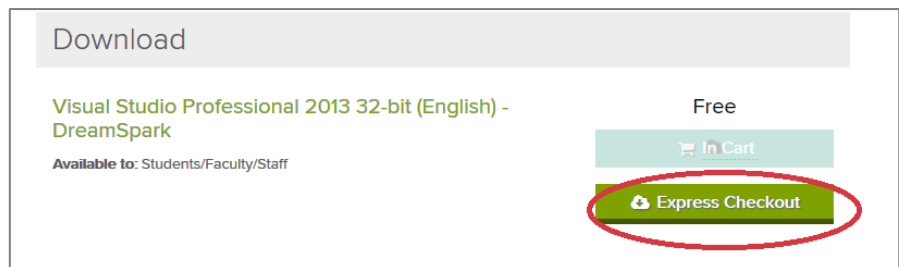 Download
Visual Studio Professional 2013 32-bit (English) -
DreamSpark
Available to: Students/Faculty/Staff
Free
In Cart
Express Checkout